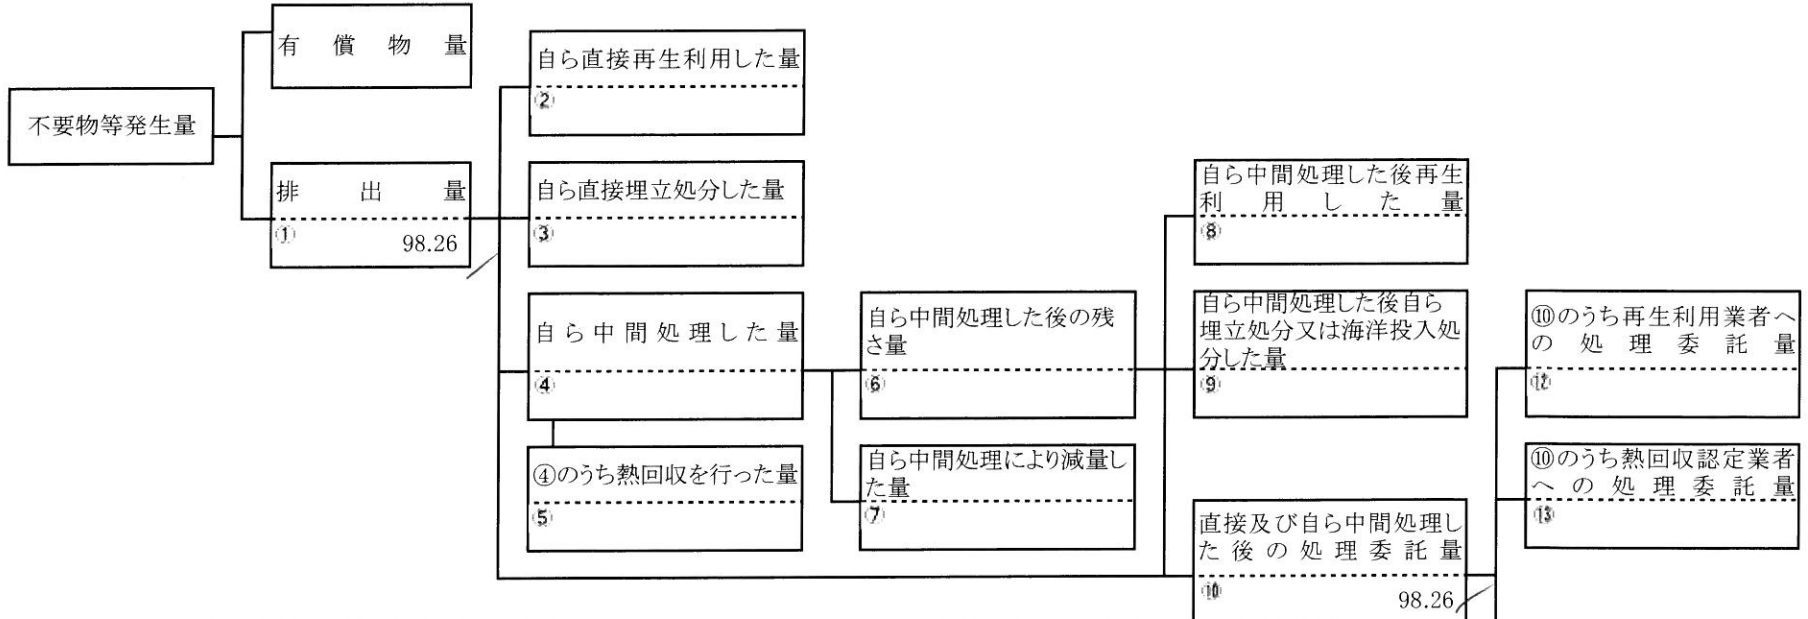 有償物量
不要物等発生量
排出量
①
98.26
自ら直接再生利用した量
②
自ら直接埋立処分した量
③
自ら中間処理した量
④
④のうち熱回収を行った量
⑤
自ら中間処理した後の残
さ量
⑥
自ら中間処理により減量し
た量
⑦
自ら中間処理した後再生
利用した量
⑧
自ら中間処理した後自ら
埋立処分又は海洋投入処
分した量
⑨
直接及び自ら中間処理し
た後の処理委託量
⑩
98.26
⑩のうち再生利用業者へ
の処理委託量
⑫
⑩のうち熱回収認定業者
への処理委託量
⑬